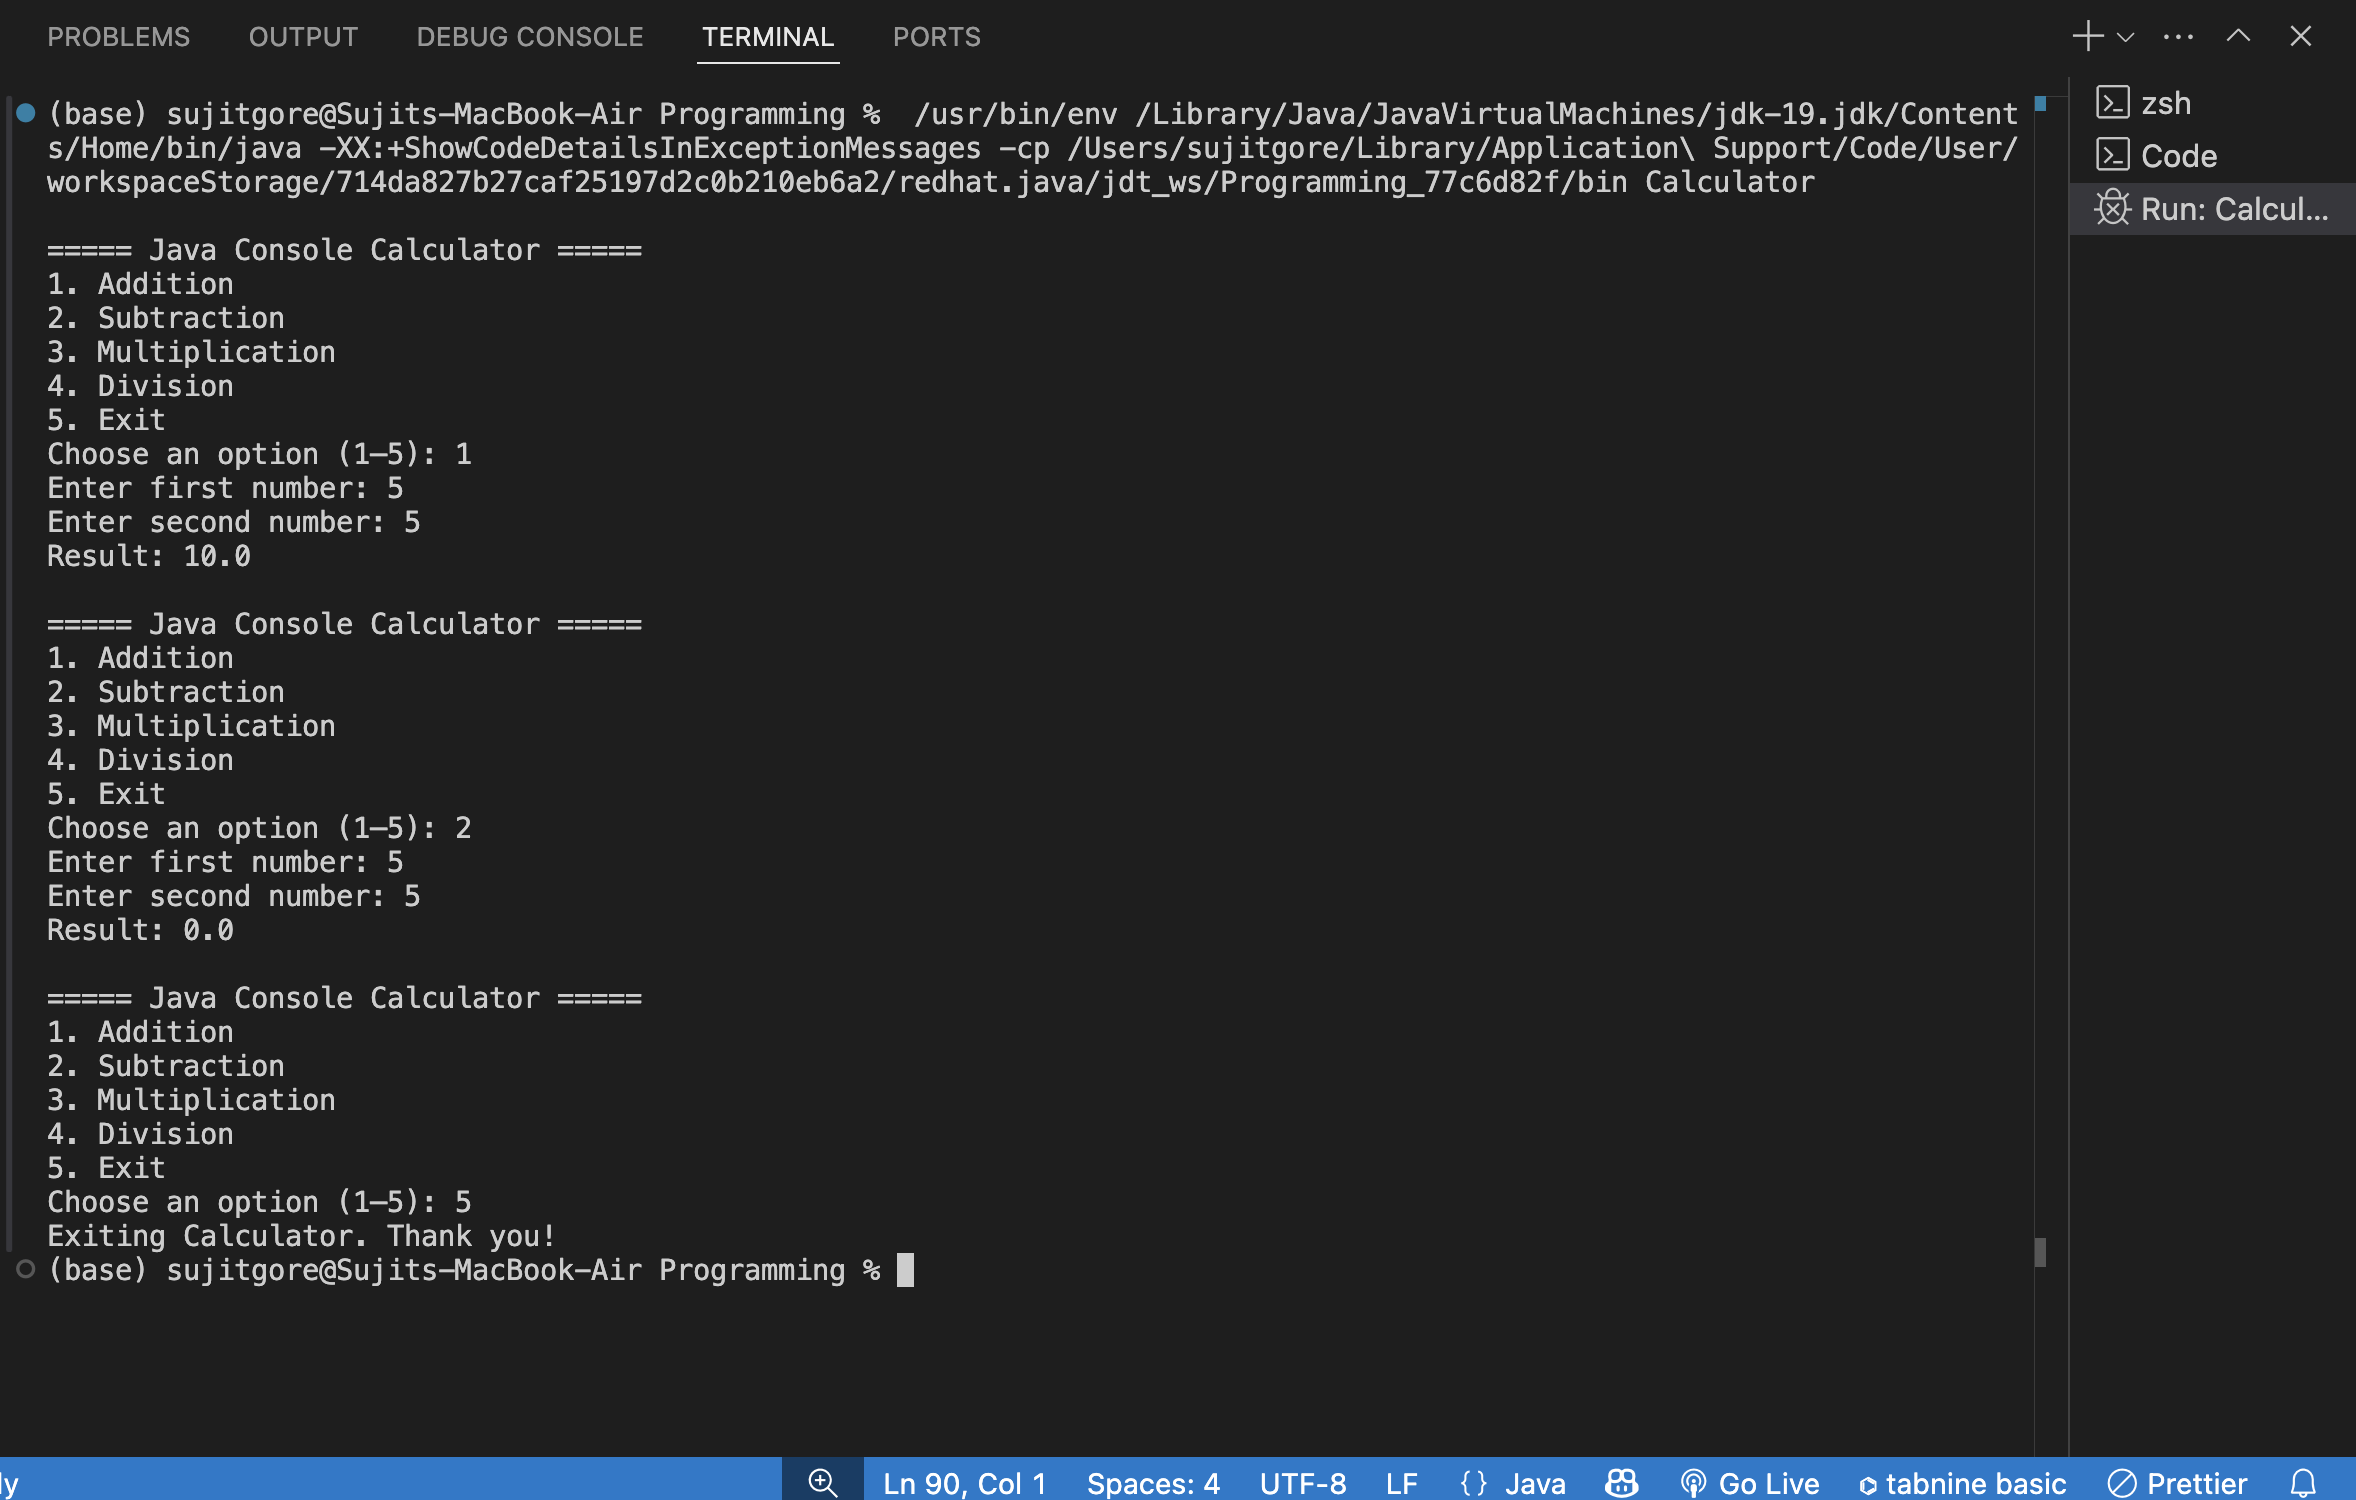 PROBLEMS OUTPUT DEBUG CONSOLE TERMINAL PORTS
(base) sujitgore@Sujits-MacBook-Air Programming %  /usr/bin/env /Library/Java/JavaVirtualMachines/jdk-19.jdk/Content
s/Home/bin/java -XX:+ShowCodeDetailsInExceptionMessages -cp /Users/sujitgore/Library/Application\ Support/Code/User/
workspaceStorage/714da827b27caf25197d2c0b210eb6a2/redhat.java/jdt_ws/Programming_77c6d82f/bin Calculator
===== Java Console Calculator =====
1. Addition
2. Subtraction
3. Multiplication
4. Division
5. Exit
Choose an option (1–5): 1
Enter first number: 5
Enter second number: 5
Result: 10.0
===== Java Console Calculator =====
1. Addition
2. Subtraction
3. Multiplication
4. Division
5. Exit
Choose an option (1–5): 2
Enter first number: 5
Enter second number: 5
Result: 0.0
===== Java Console Calculator =====
1. Addition
2. Subtraction
3. Multiplication
4. Division
5. Exit
Choose an option (1–5): 5
Exiting Calculator. Thank you!
(base) sujitgore@Sujits-MacBook-Air Programming %
zsh
Code
Run: Calcul...
Ln 90, Col 1 Spaces: 4 UTF-8 LF {} Java Go Live tabnine basic Prettier